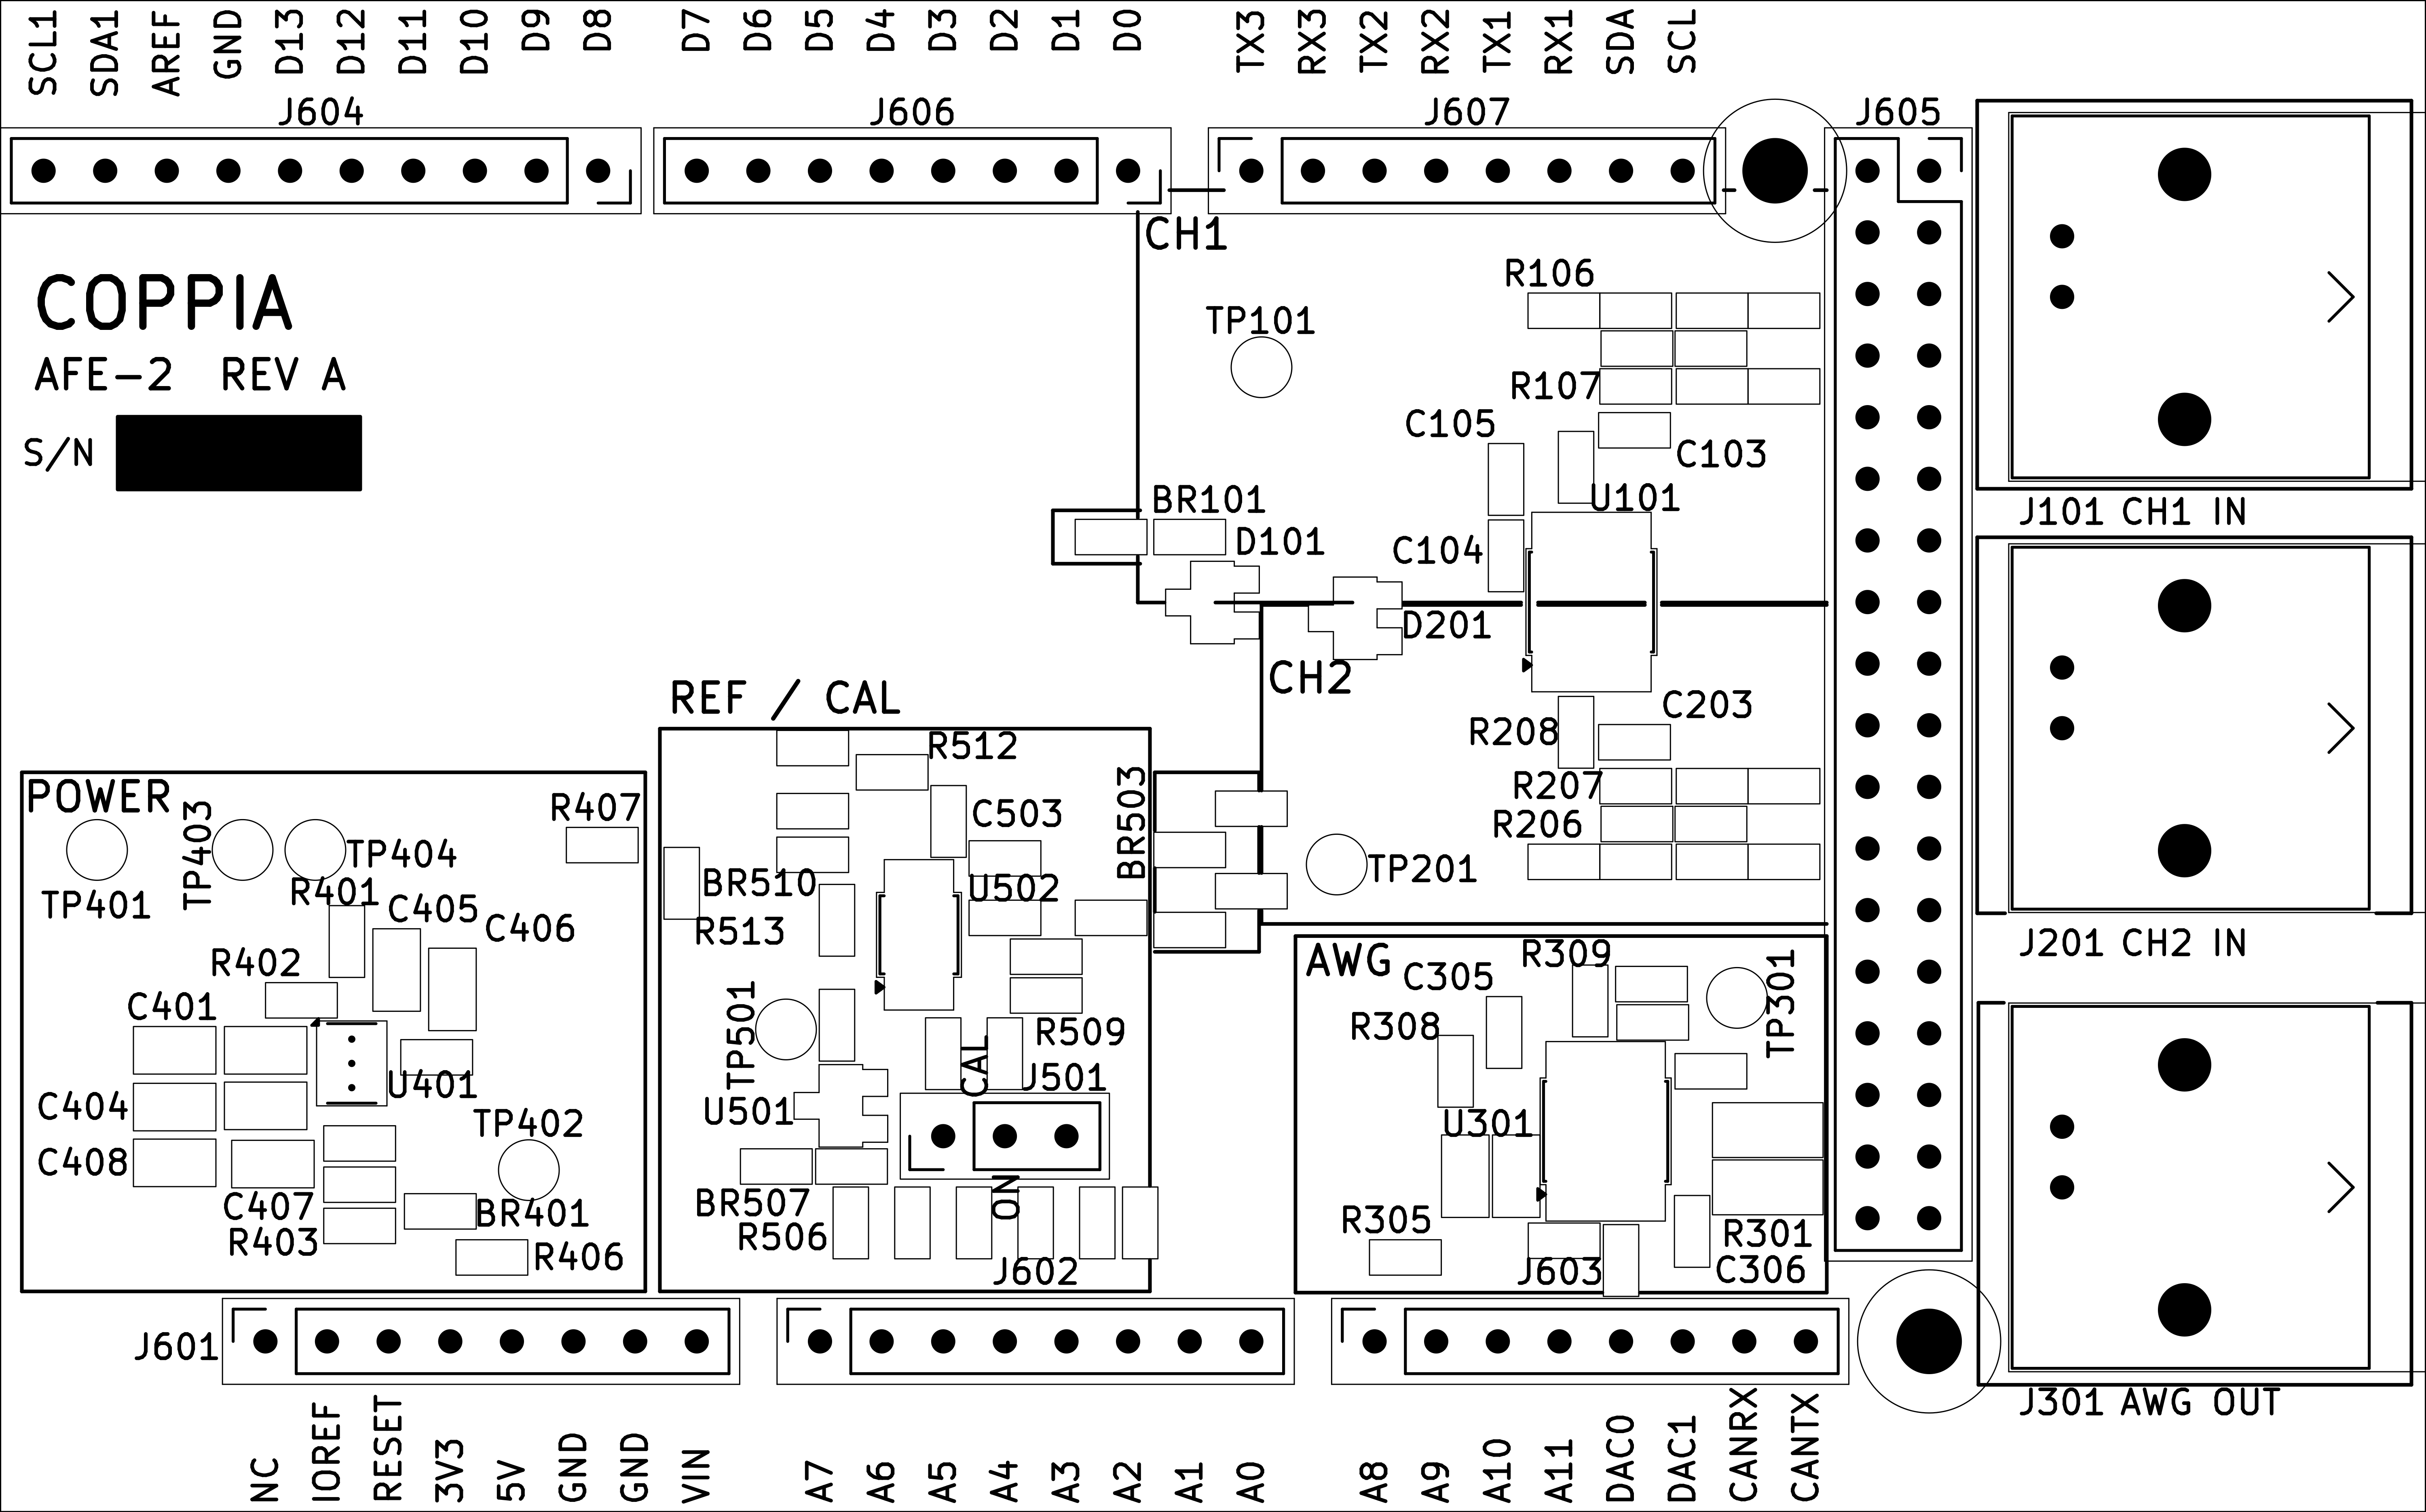 SCL1 SDA1 AREF GND D13 D12 D11 D10 D9 D8 D7 D6 D5 D4 D3 D2 D1 D0 TX3 RX3 TX2 RX2 TX1 RX1 SDA SCL
J604 J606 J607 J605
CH1
COPPIA
AFE-2 REV A
S/N
R106
TP101
R107
C105
C103
U101
BR101
D101
C104
J101 CH1 IN
D201
CH2
REF / CAL
C203
R208
R512
R207
R206
POWER
R407
TP403
C503
BR503
TP404
TP201
TP401
R401
BR510
U502
C405
C406
R513
J201 CH2 IN
AWG
R309
TP301
C305
R402
C401
R308
TP501
R509
CAL
J501
U401
C404
TP402
U501
U301
C408
C407
BR401
BR507
ON
R403
R506
R305
R301
R406
J602
J603
C306
J601
J301 AWG OUT
NC IOREF RESET 3V3 5V GND GND VIN A7 A6 A5 A4 A3 A2 A1 A0 A8 A9 A10 A11 DAC0 DAC1 CANRX CANTX